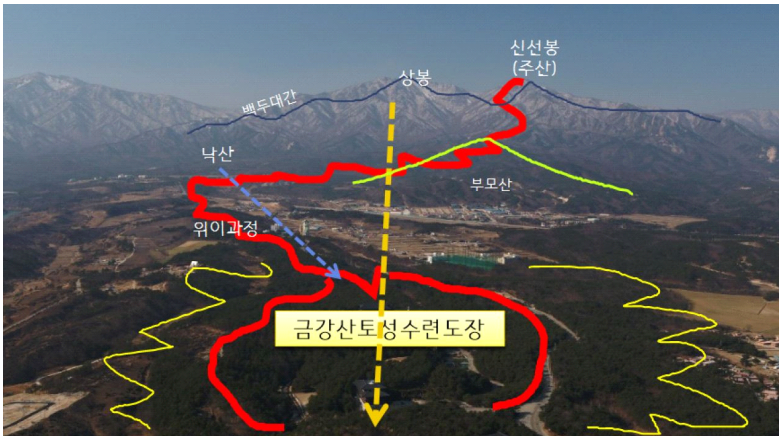 신선봉
(주산)
상봉
백두대간
낙산
부모산
위이과정
금강산토성수련도장